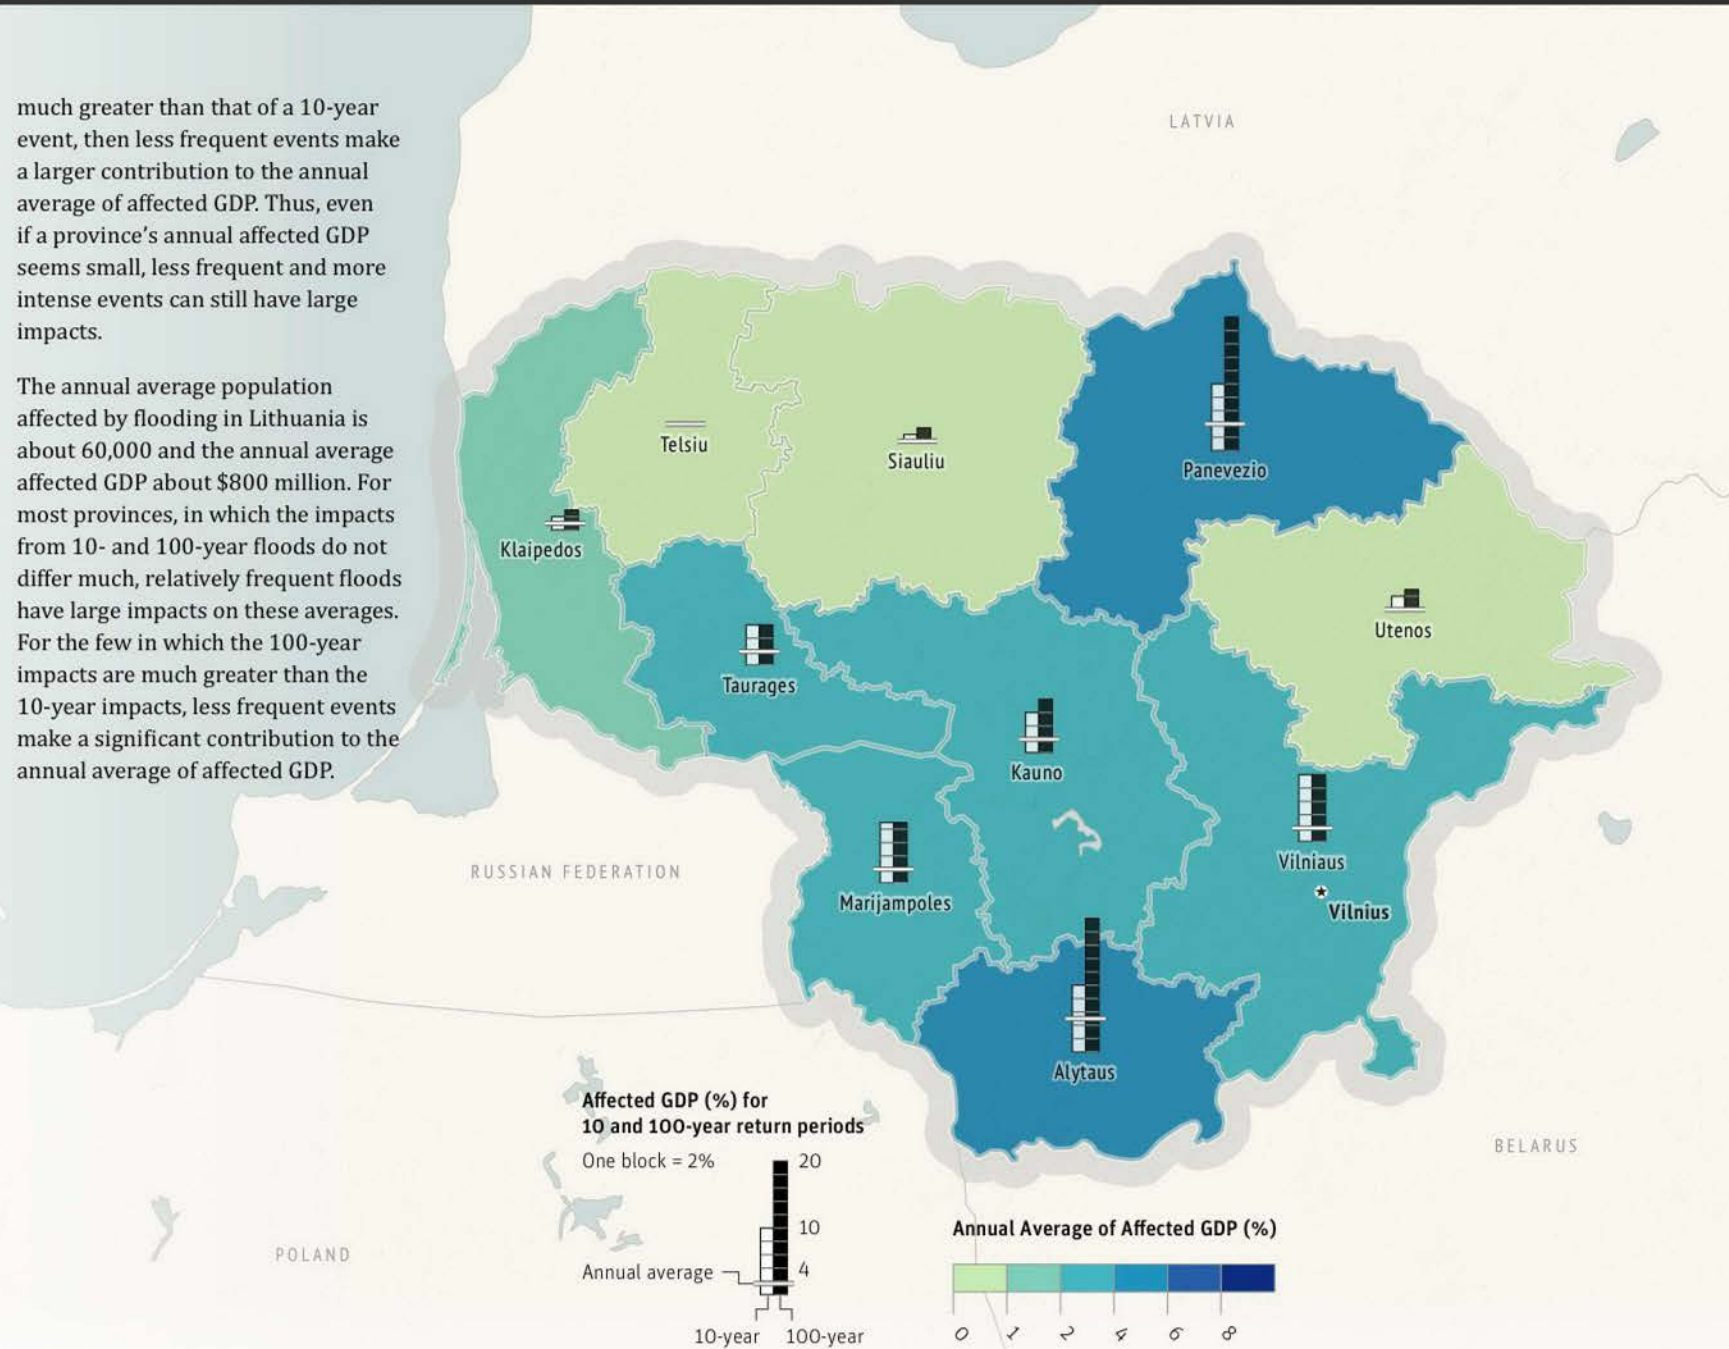 much greater than that of a 10-year
event, then less frequent events make
a larger contribution to the annual
average of affected GDP. Thus, even
if a province's annual affected GDP
seems small, less frequent and more
intense events can still have large
impacts.
The annual average population
affected by flooding in Lithuania is
about 60,000 and the annual average
affected GDP about $800 million. For
most provinces, in which the impacts
from 10- and 100-year floods do not
differ much, relatively frequent floods
have large impacts on these averages.
For the few in which the 100-year
impacts are much greater than the
10-year impacts, less frequent events
make a significant contribution to the
annual average of affected GDP.
LATVIA
Telsiu
Siauliu
Panevezio
Klaipedos
Utenos
Taurages
Kauno
Vilniaus
Vilnius
Marijampoles
Alytaus
RUSSIAN FEDERATION
BELARUS
POLAND
Affected GDP (%) for
10 and 100-year return periods
One block = 2%
20
10
4
Annual average
10-year 100-year
Annual Average of Affected GDP (%)
0 1 2 4 6 8